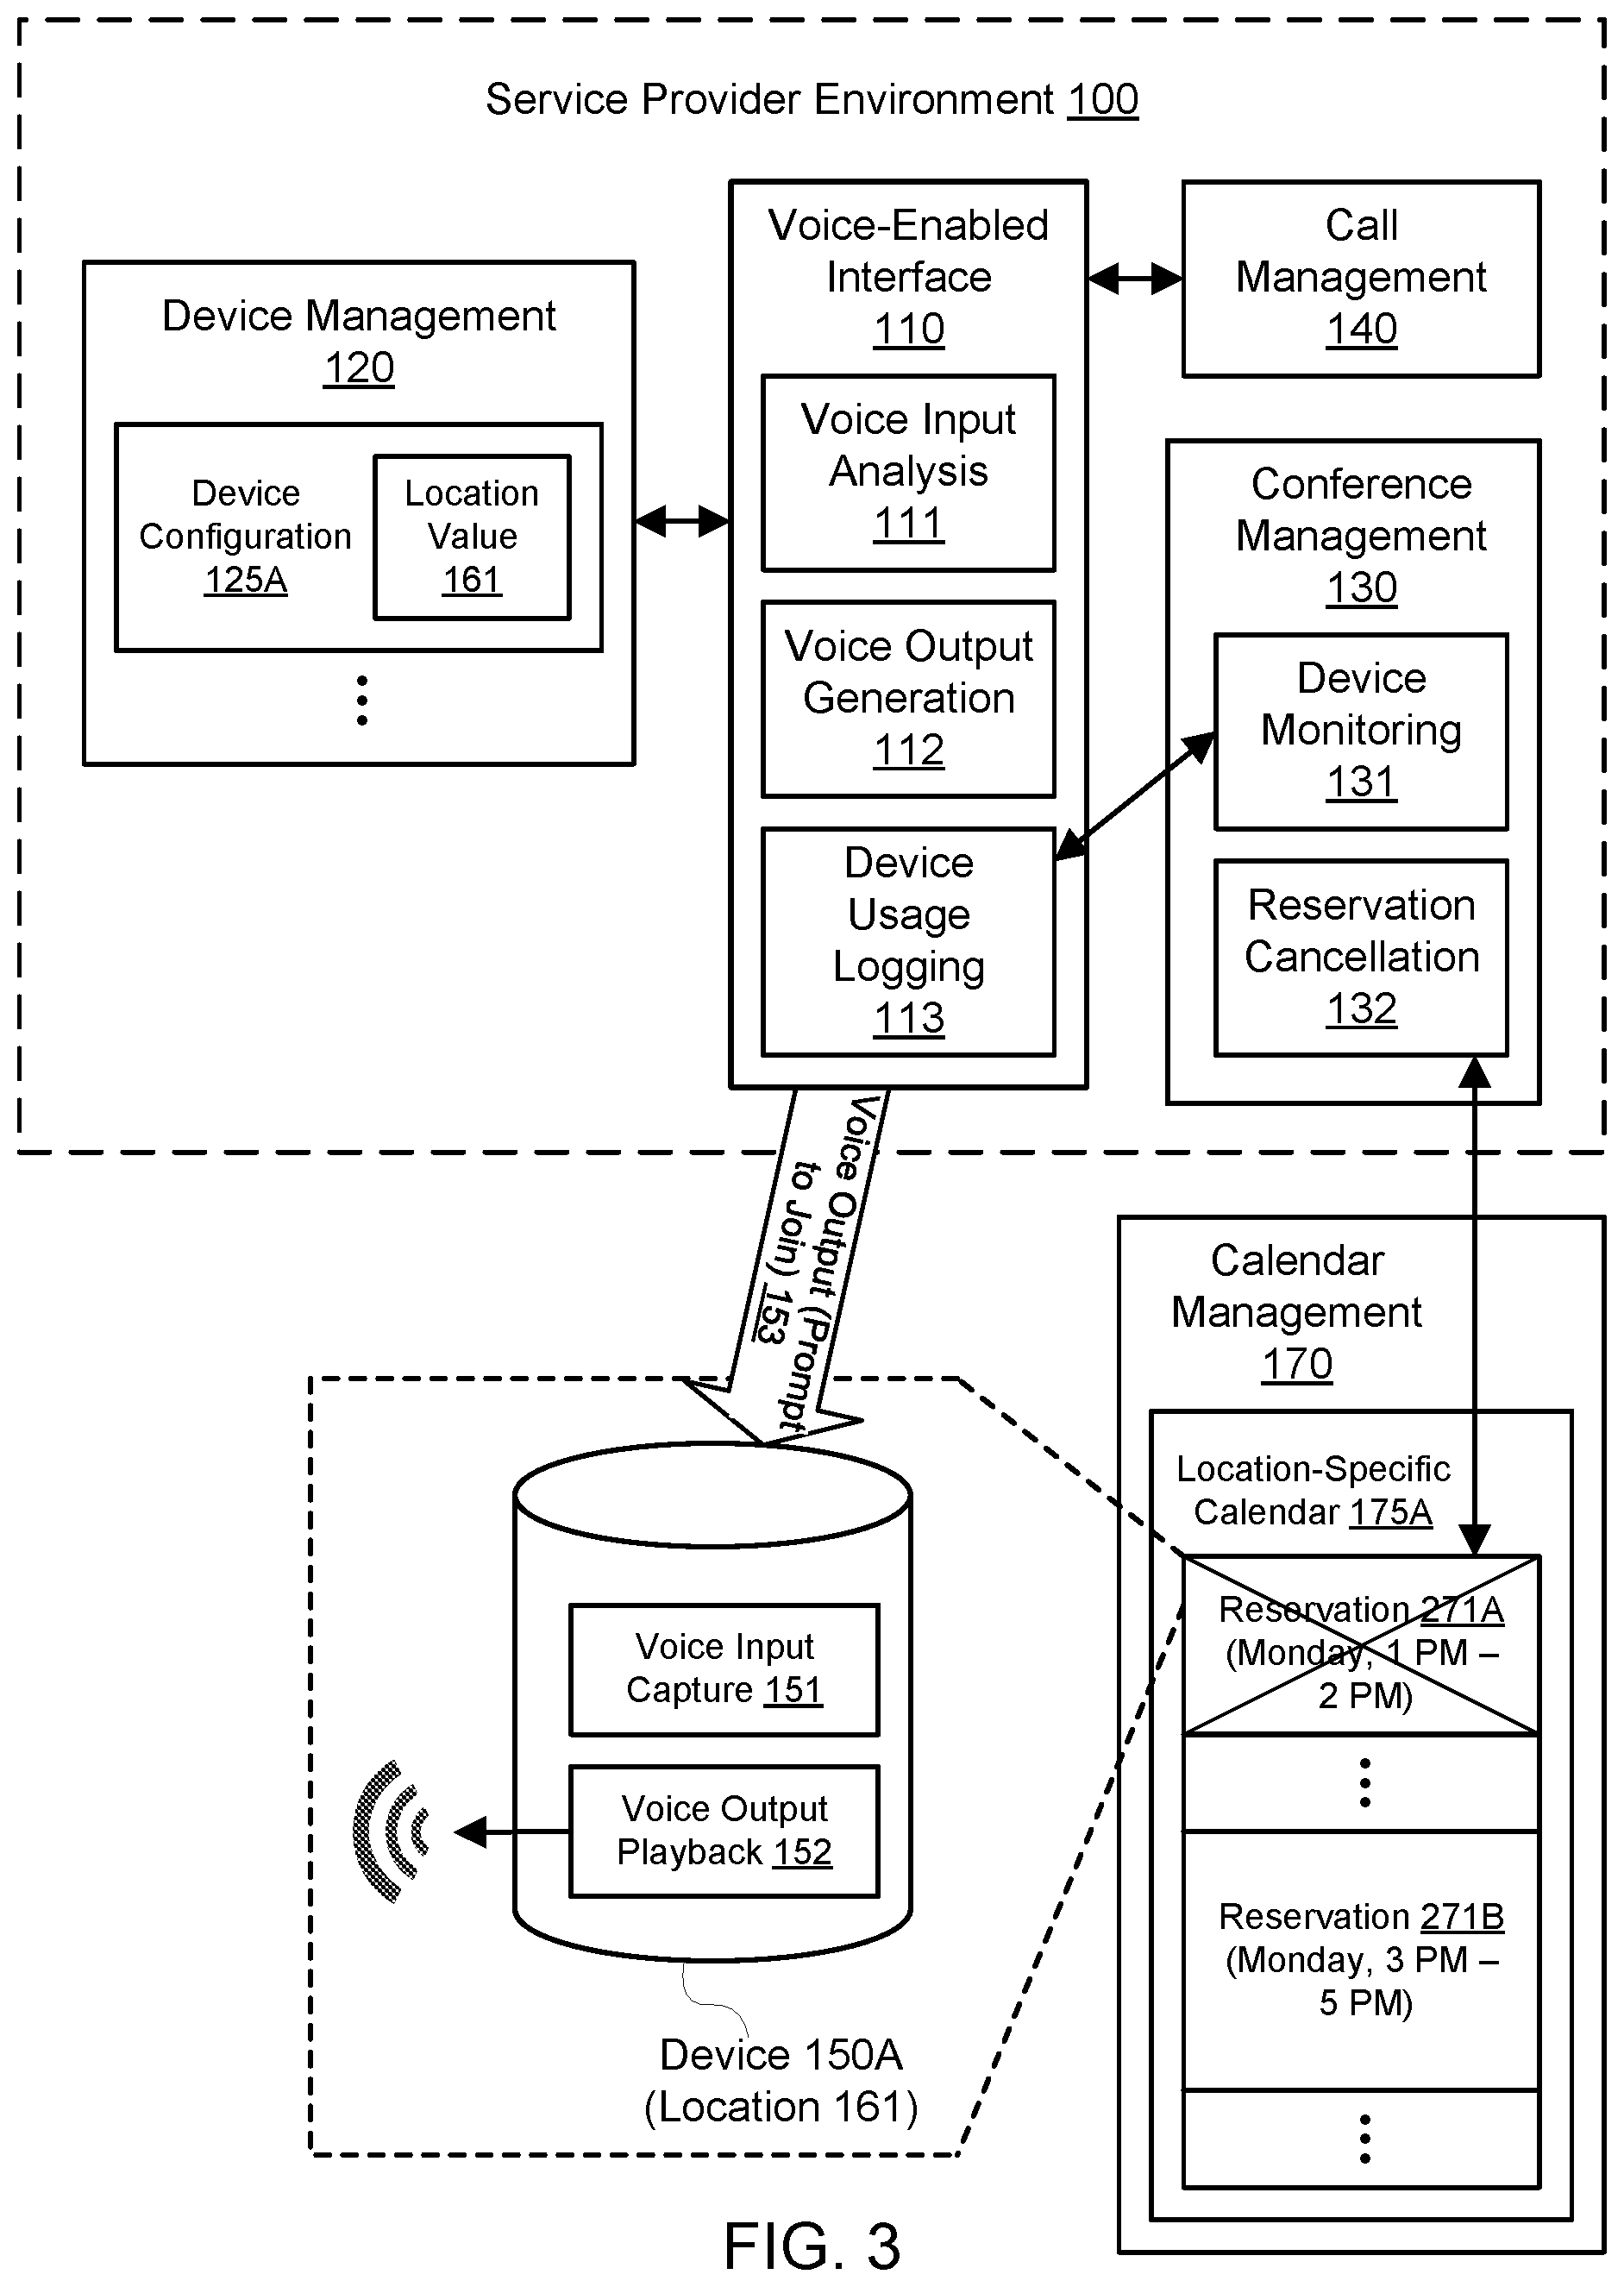 Service Provider Environment 100
Device Management
120
Device
Configuration
125A
Location
Value
161
Voice-Enabled
Interface
110
Voice Input
Analysis
111
Voice Output
Generation
112
Device
Usage
Logging
113
Call
Management
140
Conference
Management
130
Device
Monitoring
131
Reservation
Cancellation
132
Voice Output (Prompt
to Join) 153
Calendar
Management
170
Location-Specific
Calendar 175A
Reservation 271A
(Monday, 1 PM –
2 PM)
Reservation 271B
(Monday, 3 PM –
5 PM)
Voice Input
Capture 151
Voice Output
Playback 152
Device 150A
(Location 161)
FIG. 3